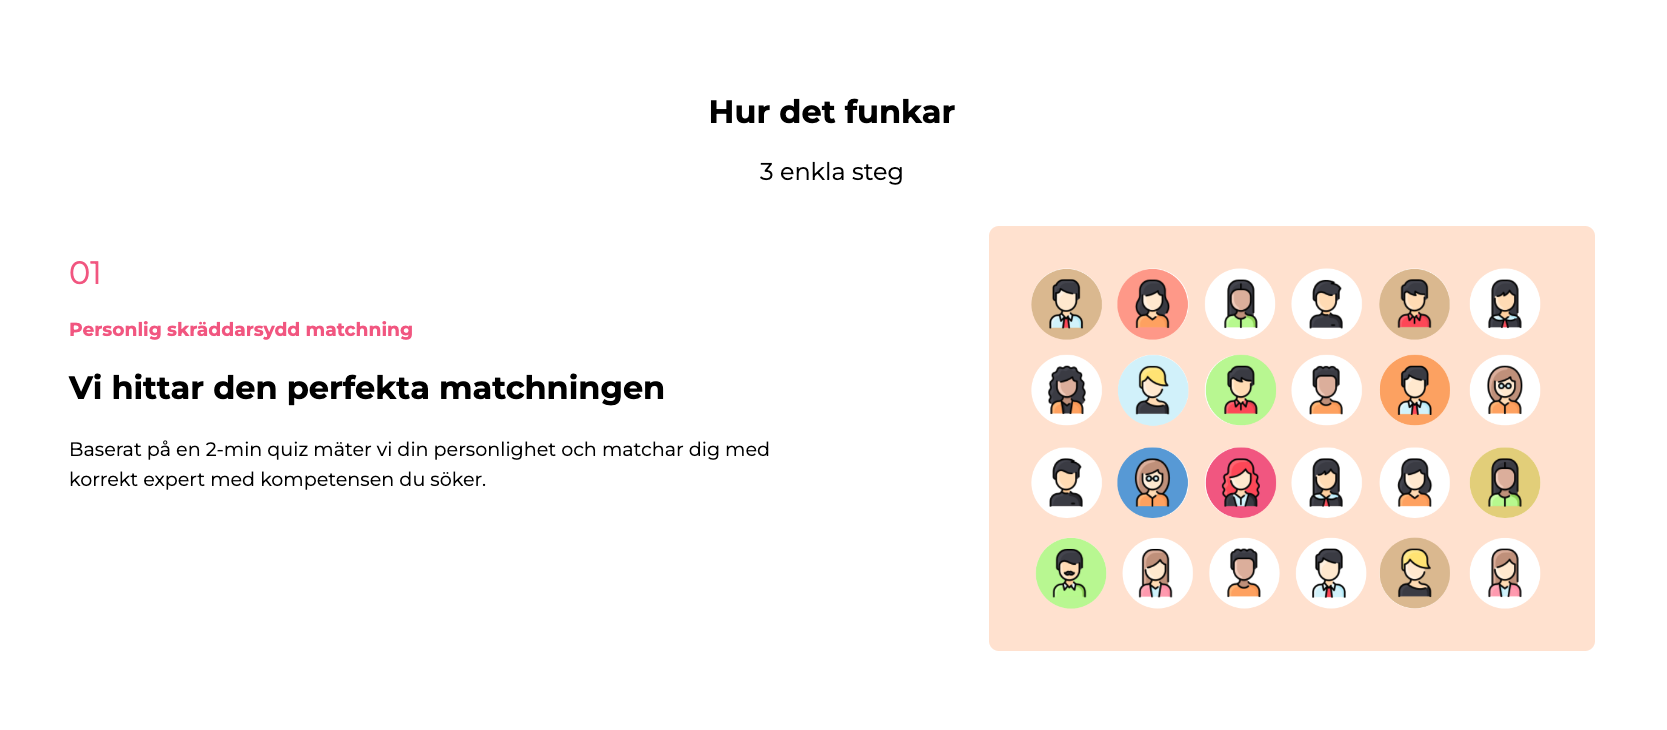 Hur det funkar
3 enkla steg
01
Personlig skräddarsydd matchning
Vi hittar den perfekta matchningen
Baserat på en 2-min quiz mäter vi din personlighet och matchar dig med
korrekt expert med kompetensen du söker.